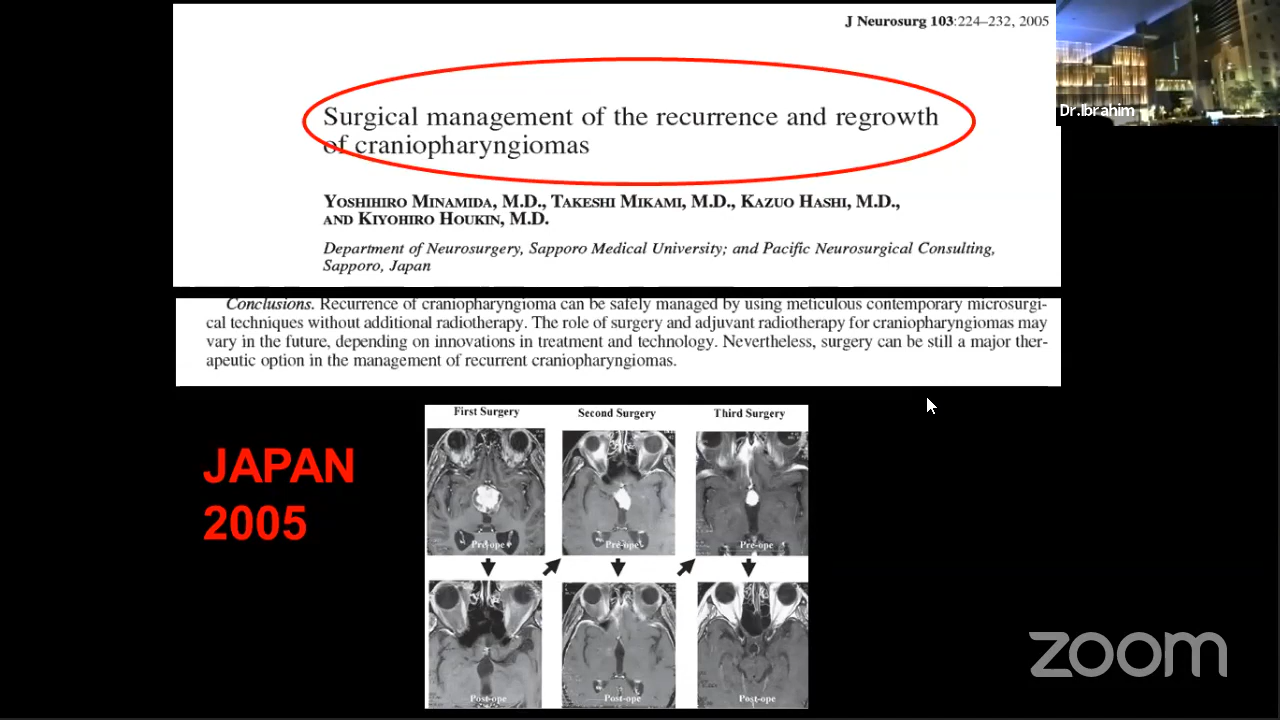 J Neurosurg 103:224–232, 2005
Dr.Ibrahim
Surgical management of the recurrence and regrowth
of craniopharyngiomas
YOSHIHIRO MINAMIDA, M.D., TAKESHI MIKAMI, M.D., KAZUO HASHI, M.D.,
AND KIYOHIRO HOUKIN, M.D.
Department of Neurosurgery, Sapporo Medical University; and Pacific Neurosurgical Consulting,
Sapporo, Japan
Conclusions. Recurrence of craniopharyngioma can be safely managed by using meticulous contemporary microsurgi-
cal techniques without additional radiotherapy. The role of surgery and adjuvant radiotherapy for craniopharyngiomas may
vary in the future, depending on innovations in treatment and technology. Nevertheless, surgery can be still a major ther-
apeutic option in the management of recurrent craniopharyngiomas.
First Surgery Second Surgery Third Surgery
JAPAN
2005
Pre-ope Pre-ope Pre-ope
Post-ope Post-ope Post-ope
zoom